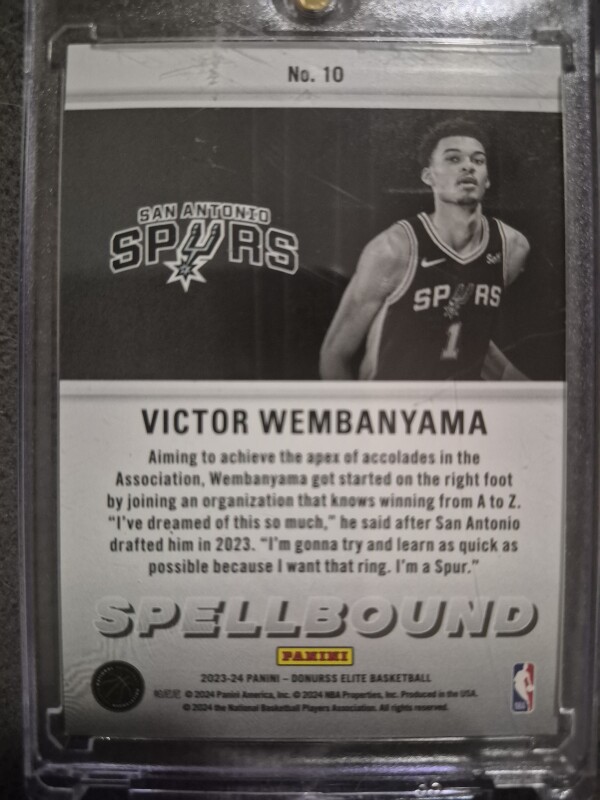 No. 10
SAN ANTONIO
SPURS
Self
SPURS
1
VICTOR WEMBANYAMA
Aiming to achieve the apex of accolades in the
Association, Wembanyama got started on the right foot
by joining an organization that knows winning from A to Z.
"I've dreamed of this so much," he said after San Antonio
drafted him in 2023. "I'm gonna try and learn as quick as
possible because I want that ring. I'm a Spur."
SPELLBOUND
PANINI
2023-24 PANINI – DONURSS ELITE BASKETBALL
© 2024 Panini America, Inc. © 2024 NBA Properties, Inc. Produced in the USA.
© 2024 the National Basketball Players Association. All rights reserved.
NBA